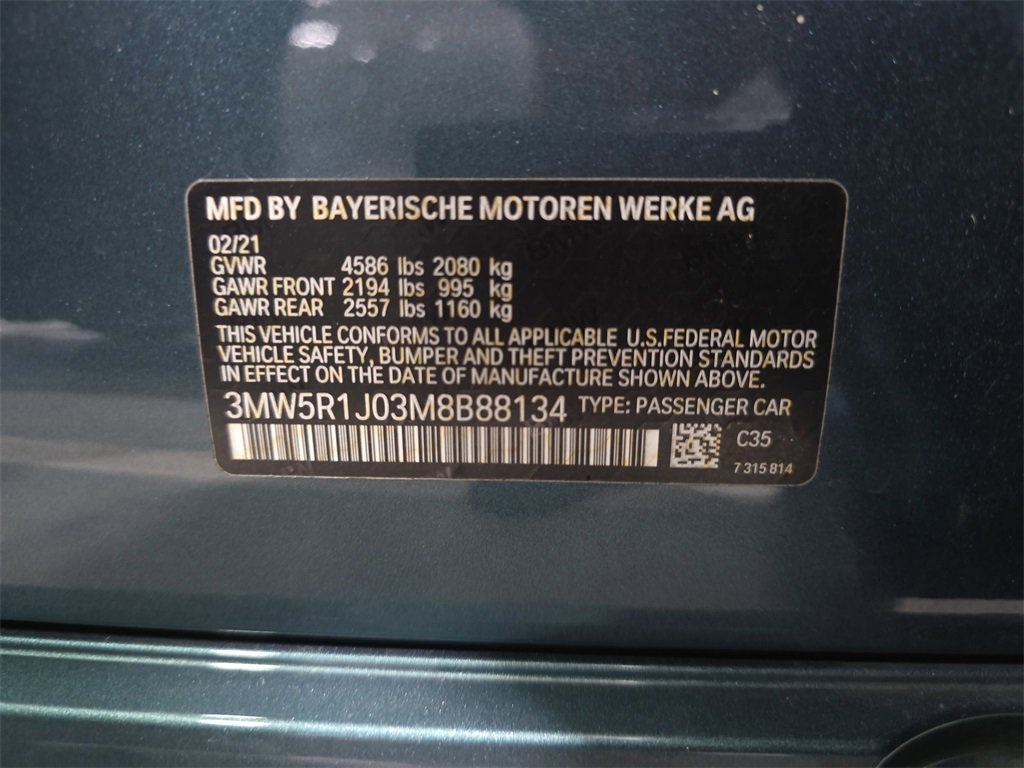 MFD BY BAYERISCHE MOTOREN WERKE AG
02/21
GVWR 4586 lbs 2080 kg
GAWR FRONT 2194 lbs 995 kg
GAWR REAR 2557 lbs 1160 kg
THIS VEHICLE CONFORMS TO ALL APPLICABLE U.S.FEDERAL MOTOR
VEHICLE SAFETY, BUMPER AND THEFT PREVENTION STANDARDS
IN EFFECT ON THE DATE OF MANUFACTURE SHOWN ABOVE.
3MW5R1J03M8B88134 TYPE: PASSENGER CAR
C35
7 315 814